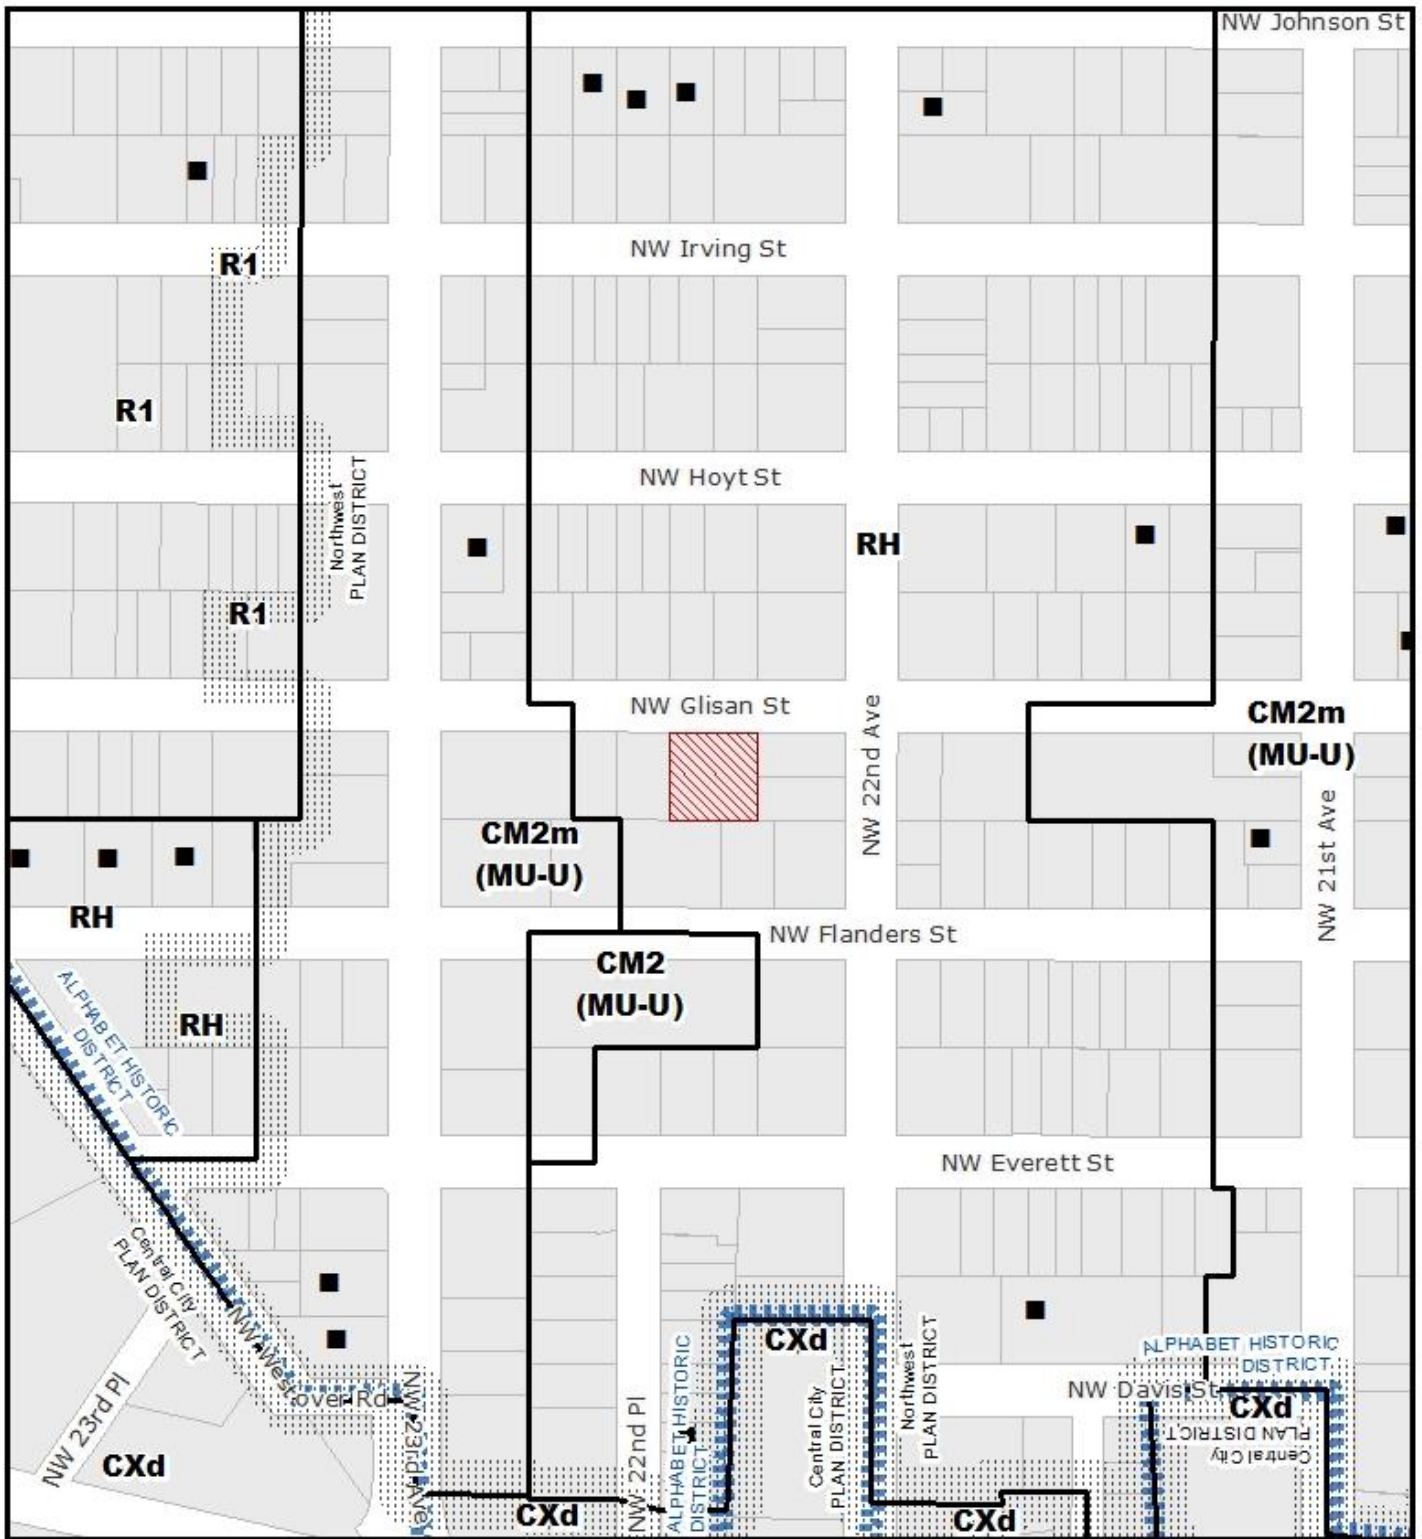 NW Johnson St
NW Irving St
R1
R1
NW Hoyt St
Northwest
PLAN DISTRICT
RH
R1
NW Glisan St
NW 22nd Ave
CM2m
(MU-U)
NW 21st Ave
CM2m
(MU-U)
RH
NW Flanders St
CM2
(MU-U)
ALPHABET HISTORIC
DISTRICT
RH
NW Everett St
Central City
PLAN DISTRICT
NW Westover Rd
NW 23rd Pl
NW 23rd Ave
CXd
CXd
NW 22nd Pl
ALPHABET HISTORIC
DISTRICT
CXd
Central City
PLAN DISTRICT
Northwest
PLAN DISTRICT
CXd
ALPHABET HISTORIC
DISTRICT
NW Davis St
CXd
Central City
PLAN DISTRICT